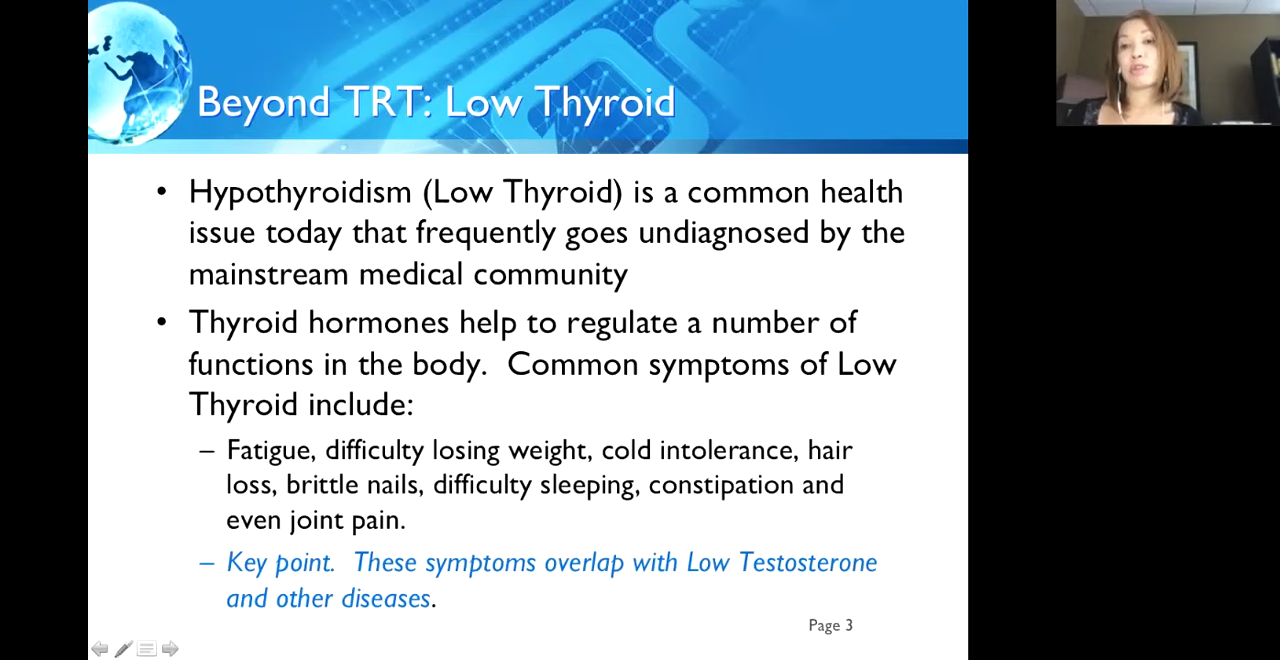 Beyond TRT: Low Thyroid
• Hypothyroidism (Low Thyroid) is a common health
issue today that frequently goes undiagnosed by the
mainstream medical community
• Thyroid hormones help to regulate a number of
functions in the body.  Common symptoms of Low
Thyroid include:
– Fatigue, difficulty losing weight, cold intolerance, hair
loss, brittle nails, difficulty sleeping, constipation and
even joint pain.
– Key point.  These symptoms overlap with Low Testosterone
and other diseases.
Page 3